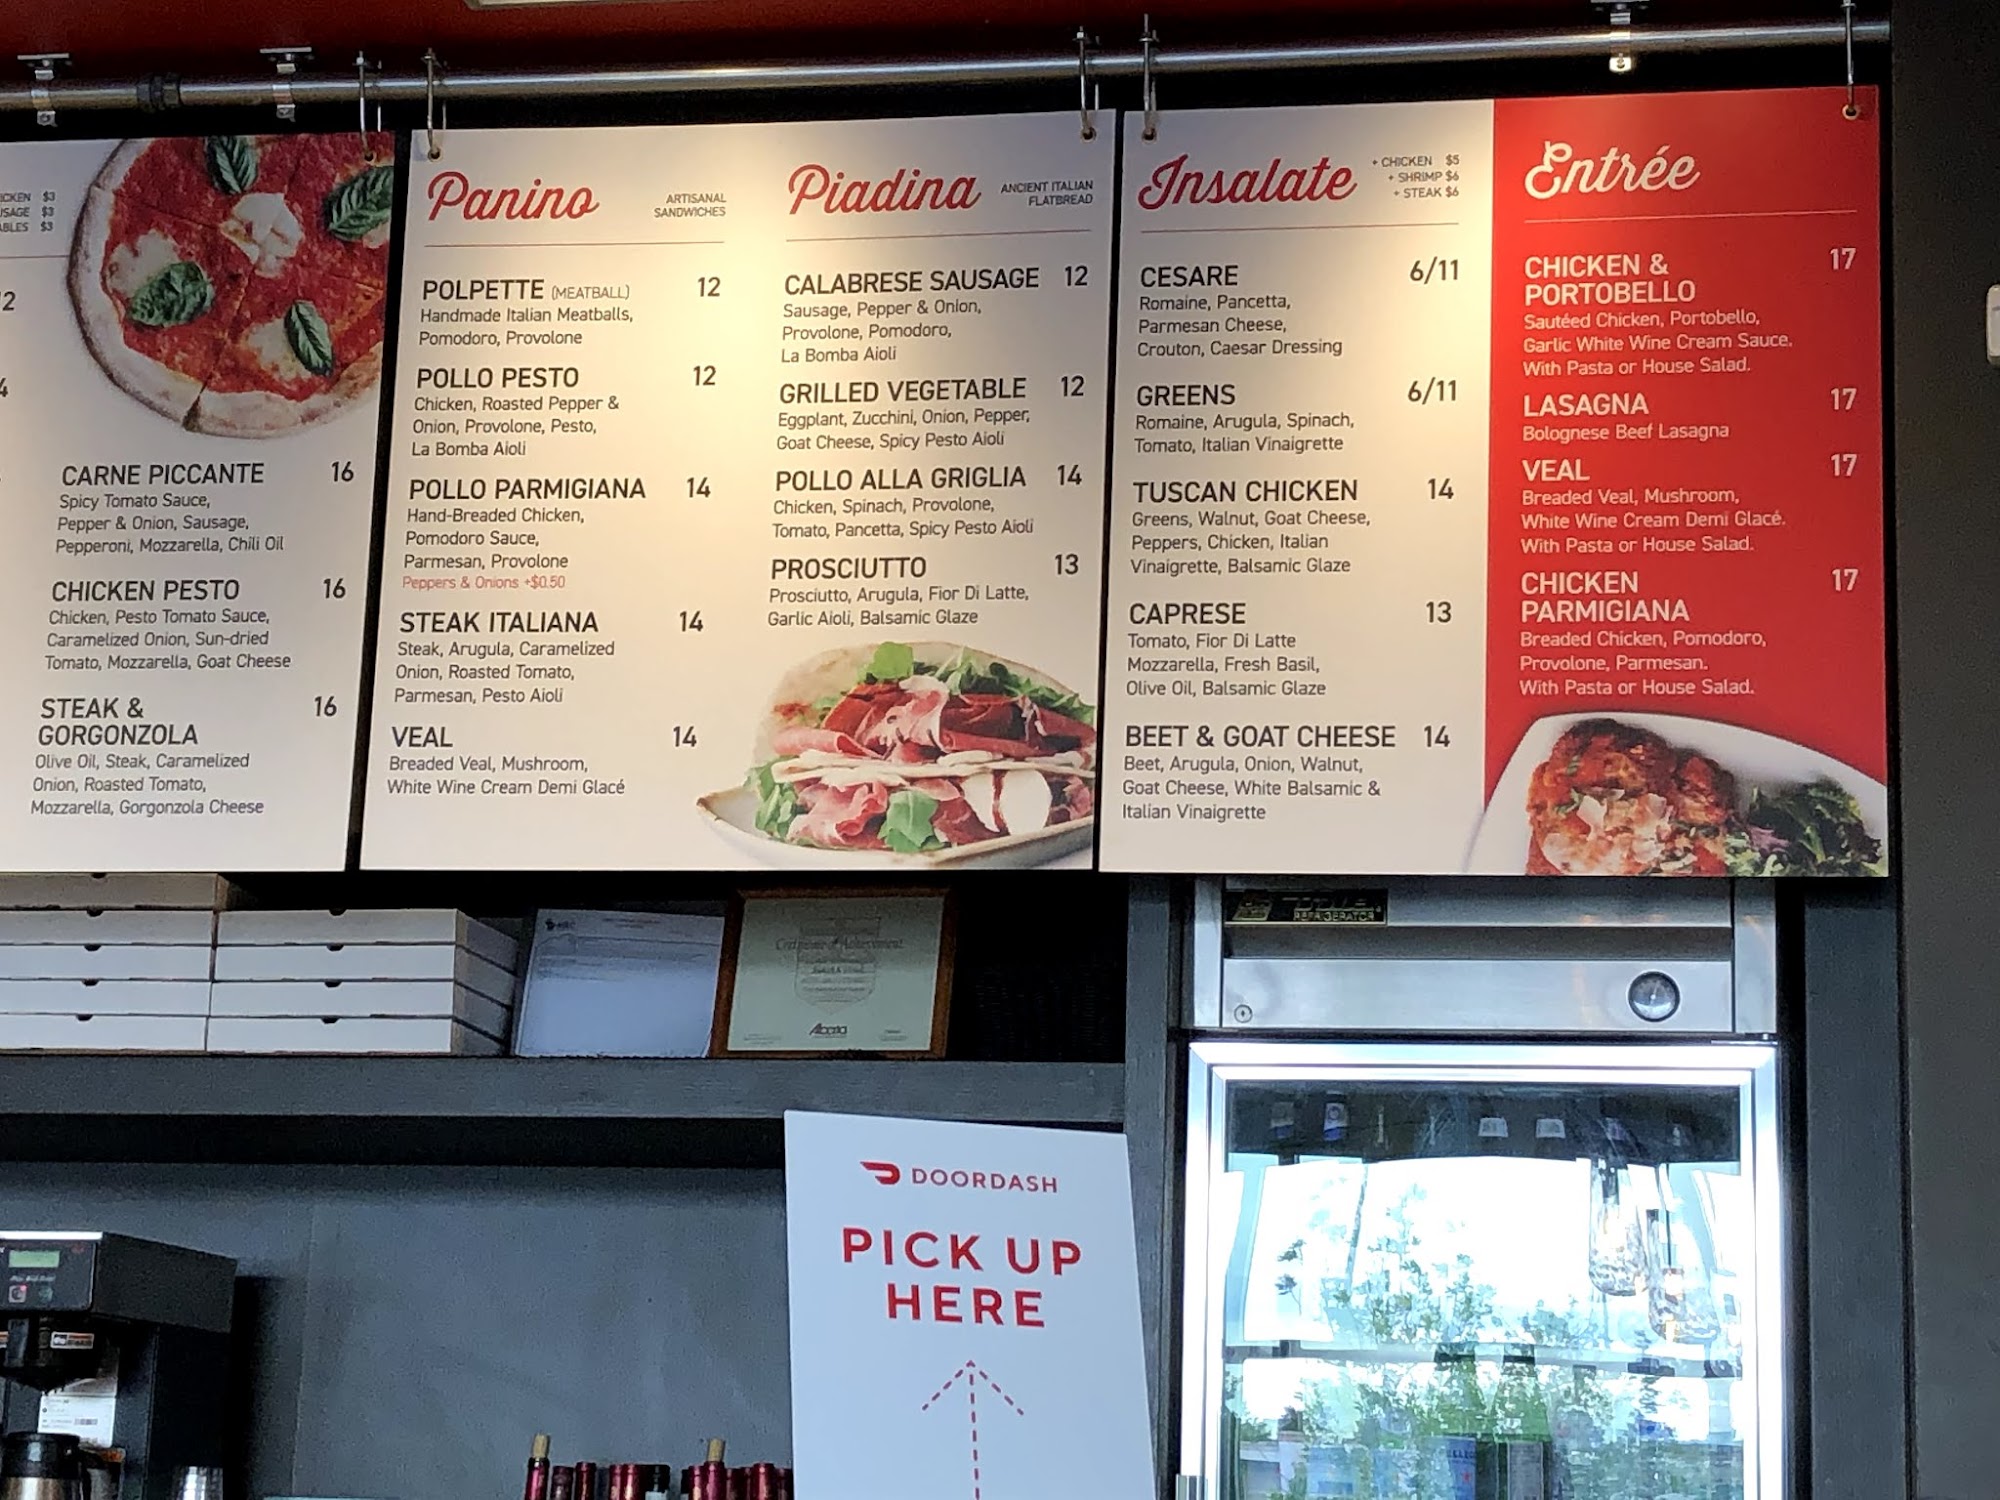 $3
$3
$3
CARNE PICCANTE 16
Spicy Tomato Sauce,
Pepper & Onion, Sausage,
Pepperoni, Mozzarella, Chili Oil
CHICKEN PESTO 16
Chicken, Pesto Tomato Sauce,
Caramelized Onion, Sun-dried
Tomato, Mozzarella, Goat Cheese
STEAK & 16
GORGONZOLA
Olive Oil, Steak, Caramelized
Onion, Roasted Tomato,
Mozzarella, Gorgonzola Cheese
Panino
ARTISANAL
SANDWICHES
POLPETTE (MEATBALL) 12
Handmade Italian Meatballs,
Pomodoro, Provolone
POLLO PESTO 12
Chicken, Roasted Pepper &
Onion, Provolone, Pesto,
La Bomba Aioli
POLLO PARMIGIANA 14
Hand-Breaded Chicken,
Pomodoro Sauce,
Parmesan, Provolone
Peppers & Onions +$0.50
STEAK ITALIANA 14
Steak, Arugula, Caramelized
Onion, Roasted Tomato,
Parmesan, Pesto Aioli
VEAL 14
Breaded Veal, Mushroom,
White Wine Cream Demi Glacé
Piadina
ANCIENT ITALIAN
FLATBREAD
CALABRESE SAUSAGE 12
Sausage, Pepper & Onion,
Provolone, Pomodoro,
La Bomba Aioli
GRILLED VEGETABLE 12
Eggplant, Zucchini, Onion, Pepper,
Goat Cheese, Spicy Pesto Aioli
POLLO ALLA GRIGLIA 14
Chicken, Spinach, Provolone,
Tomato, Pancetta, Spicy Pesto Aioli
PROSCIUTTO 13
Prosciutto, Arugula, Fior Di Latte,
Garlic Aioli, Balsamic Glaze
Insalate
+ CHICKEN $5
+ SHRIMP $6
+ STEAK $6
CESARE 6/11
Romaine, Pancetta,
Parmesan Cheese,
Crouton, Caesar Dressing
GREENS 6/11
Romaine, Arugula, Spinach,
Tomato, Italian Vinaigrette
TUSCAN CHICKEN 14
Greens, Walnut, Goat Cheese,
Peppers, Chicken, Italian
Vinaigrette, Balsamic Glaze
CAPRESE 13
Tomato, Fior Di Latte
Mozzarella, Fresh Basil,
Olive Oil, Balsamic Glaze
BEET & GOAT CHEESE 14
Beet, Arugula, Onion, Walnut,
Goat Cheese, White Balsamic &
Italian Vinaigrette
Entrée
CHICKEN & 17
PORTOBELLO
Sautéed Chicken, Portobello,
Garlic White Wine Cream Sauce.
With Pasta or House Salad.
LASAGNA 17
Bolognese Beef Lasagna
VEAL 17
Breaded Veal, Mushroom,
White Wine Cream Demi Glacé.
With Pasta or House Salad.
CHICKEN 17
PARMIGIANA
Breaded Chicken, Pomodoro,
Provolone, Parmesan.
With Pasta or House Salad.
Certificate of Achievement
Alberta
REFRIGERATOR
DOORDASH
PICK UP
HERE